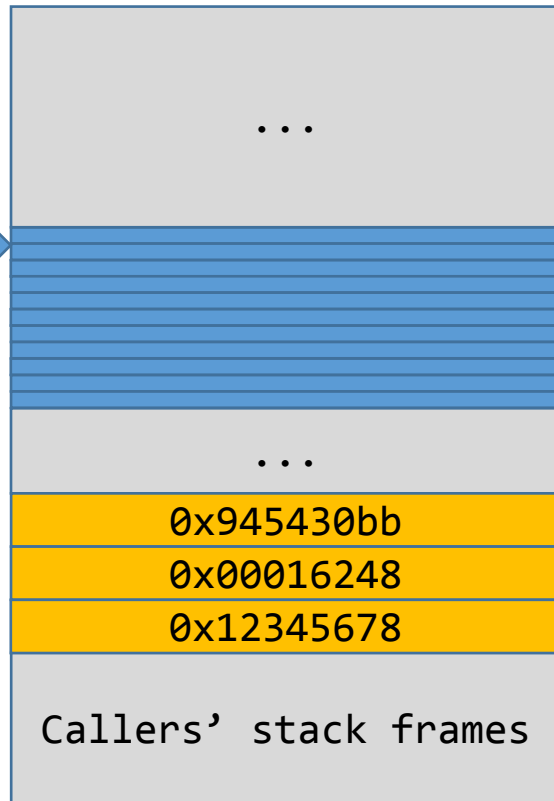 ...
...
0x945430bb
0x00016248
0x12345678
Callers’ stack frames